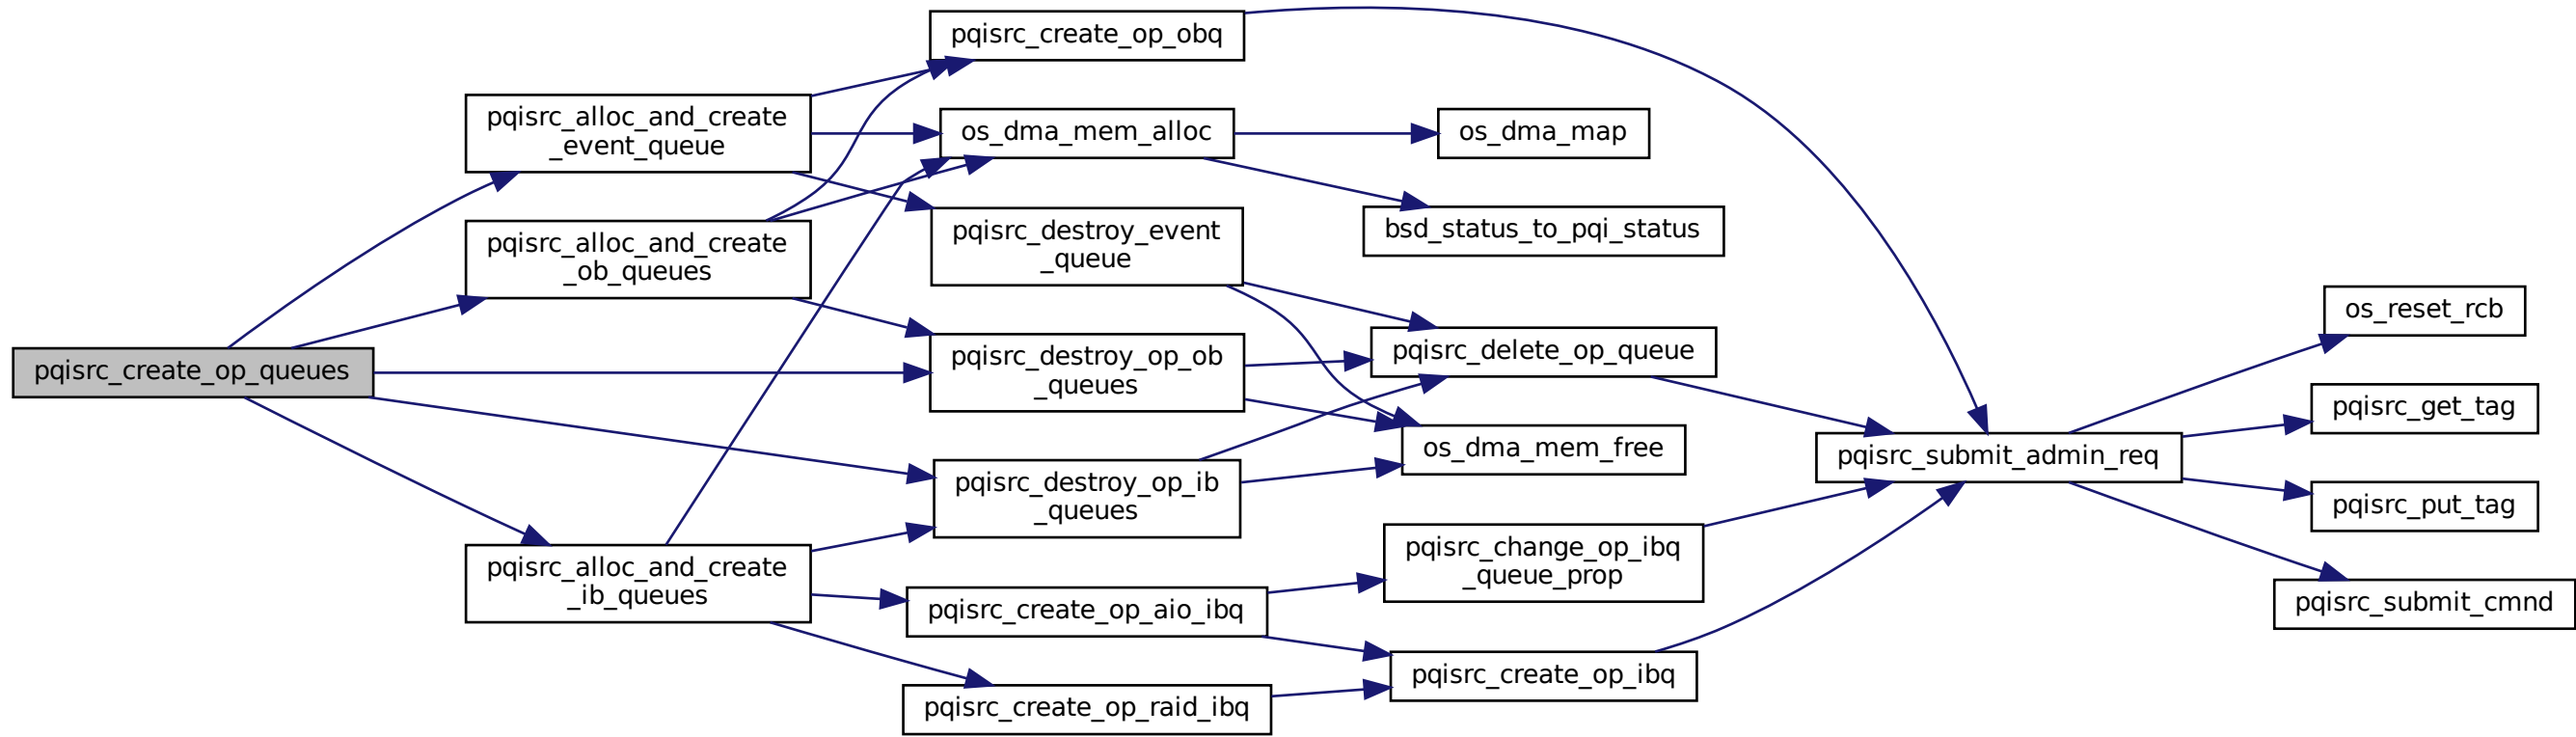 pqisrc_create_op_queues
pqisrc_alloc_and_create
_event_queue
pqisrc_alloc_and_create
_ob_queues
pqisrc_alloc_and_create
_ib_queues
pqisrc_create_op_obq
os_dma_mem_alloc
pqisrc_destroy_event
_queue
pqisrc_destroy_op_ob
_queues
pqisrc_destroy_op_ib
_queues
pqisrc_create_op_aio_ibq
pqisrc_create_op_raid_ibq
os_dma_map
bsd_status_to_pqi_status
pqisrc_delete_op_queue
os_dma_mem_free
pqisrc_change_op_ibq
_queue_prop
pqisrc_create_op_ibq
pqisrc_submit_admin_req
os_reset_rcb
pqisrc_get_tag
pqisrc_put_tag
pqisrc_submit_cmnd